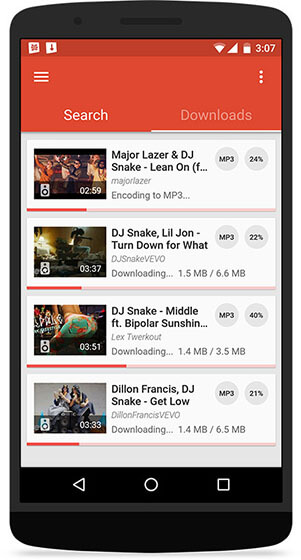 3:07
Search Downloads
Major Lazer & DJ
Snake - Lean On (f...
majorlazer
Encoding to MP3...
MP3 24%
02:59
DJ Snake, Lil Jon -
Turn Down for What
DJSnakeVEVO
Downloading... 1.5 MB / 6.6 MB
MP3 22%
03:37
DJ Snake - Middle
ft. Bipolar Sunshin...
Lex Twerkout
Downloading... 1.4 MB / 3.5 MB
MP3 40%
03:51
Dillon Francis, DJ
Snake - Get Low
DillonFrancisVEVO
Downloading... 1.4 MB / 6.5 MB
MP3 21%
03:33